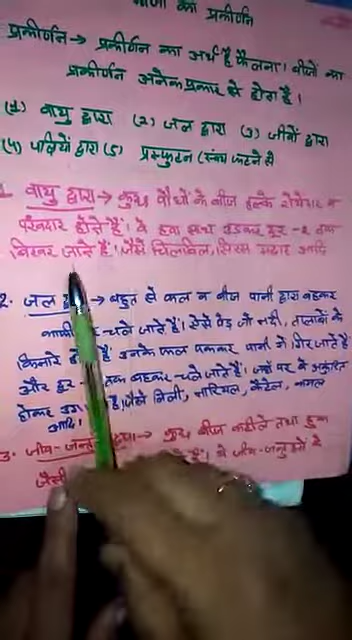 बीजों का प्रकीर्णन
प्रकीर्णन → प्रकीर्णन का अर्थ है फैलना। बीजों का
प्रकीर्णन अनेक प्रकार से होता है।
(1) वायु द्वारा (2) जल द्वारा (3) जीवों द्वारा
(4) पक्षियों द्वारा (5) प्रस्फुटन (स्वयं फटने से
वायु द्वारा → कुछ पौधों के बीज हल्के रोयेंदार व
पंखदार होते हैं। वे हवा द्वारा उड़कर दूर-2 तक
बिखर जाते हैं। जैसे चिलबिल, सिरस मदार आदि
2. जल → बहुत से फल व बीज पानी द्वारा बहकर
काफी चले जाते हैं। ऐसे पेड़ जो नदी, तालाबों के
किनारे होते हैं उनके फल पककर पानी में गिर जाते हैं
और दूर - तक बहकर चले जाते हैं। जहाँ पर वे अंकुरित
होकर उग हैं। जैसे नारियल,
आदि।
3. जीव-जन्तु द्वारा → कुछ बीज कंटीले तथा हुक
हैं। ये जीव-जन्तुओं के
जैसे